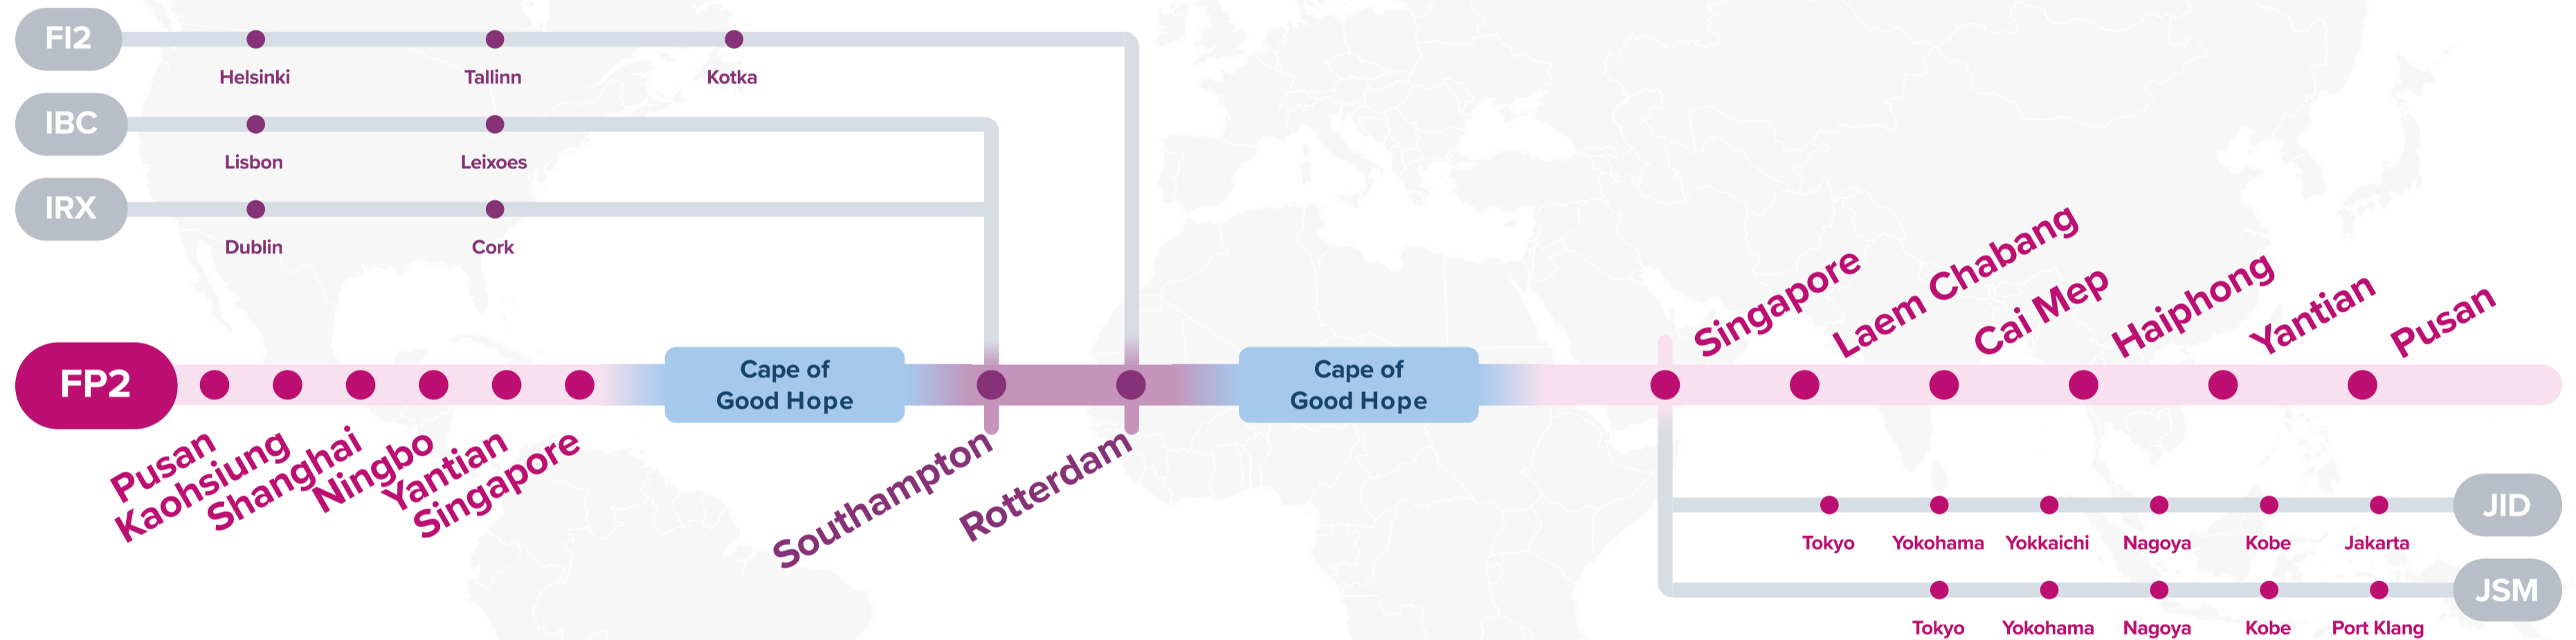 FI2
Helsinki
Tallinn
Kotka
IBC
Lisbon
Leixoes
IRX
Dublin
Cork
FP2
Pusan
Kaohsiung
Shanghai
Ningbo
Yantian
Singapore
Cape of
Good Hope
Southampton
Rotterdam
Cape of
Good Hope
Singapore
Laem Chabang
Cai Mep
Haiphong
Yantian
Pusan
Tokyo
Yokohama
Yokkaichi
Nagoya
Kobe
Jakarta
JID
Tokyo
Yokohama
Nagoya
Kobe
Port Klang
JSM